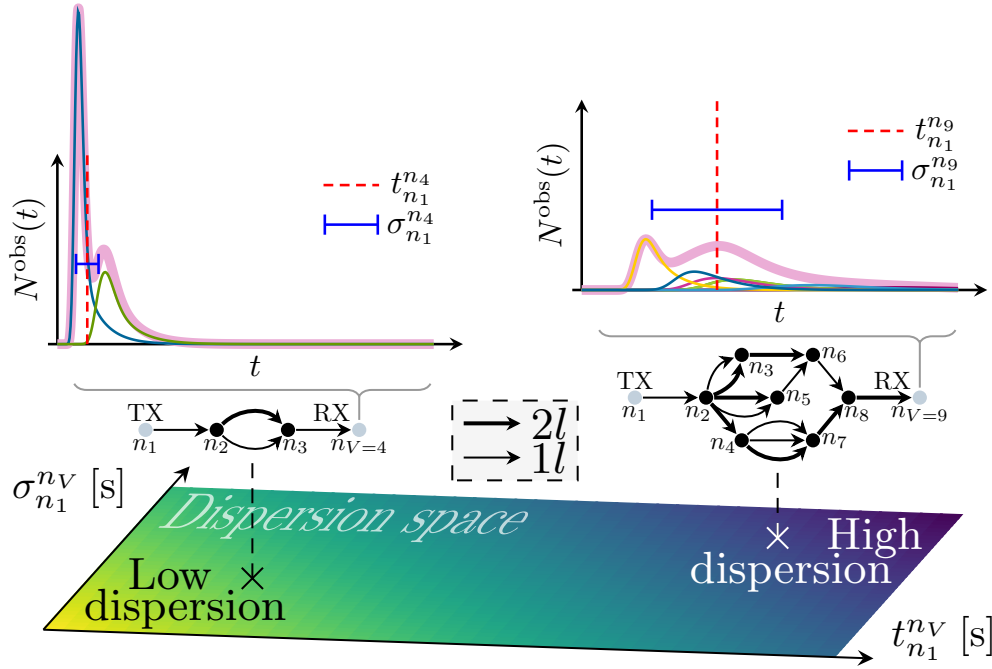 N^obs(t)
t_{n_1}^{n_4}
σ_{n_1}^{n_4}
t
N^obs(t)
t_{n_1}^{n_9}
σ_{n_1}^{n_9}
t
TX
RX
n_1
n_2
n_3
n_{V=4}
2l
1l
TX
RX
n_1
n_2
n_3
n_4
n_5
n_6
n_7
n_8
n_{V=9}
σ_{n_1}^{n_V} [s]
Dispersion space
Low
dispersion
High
dispersion
t_{n_1}^{n_V} [s]